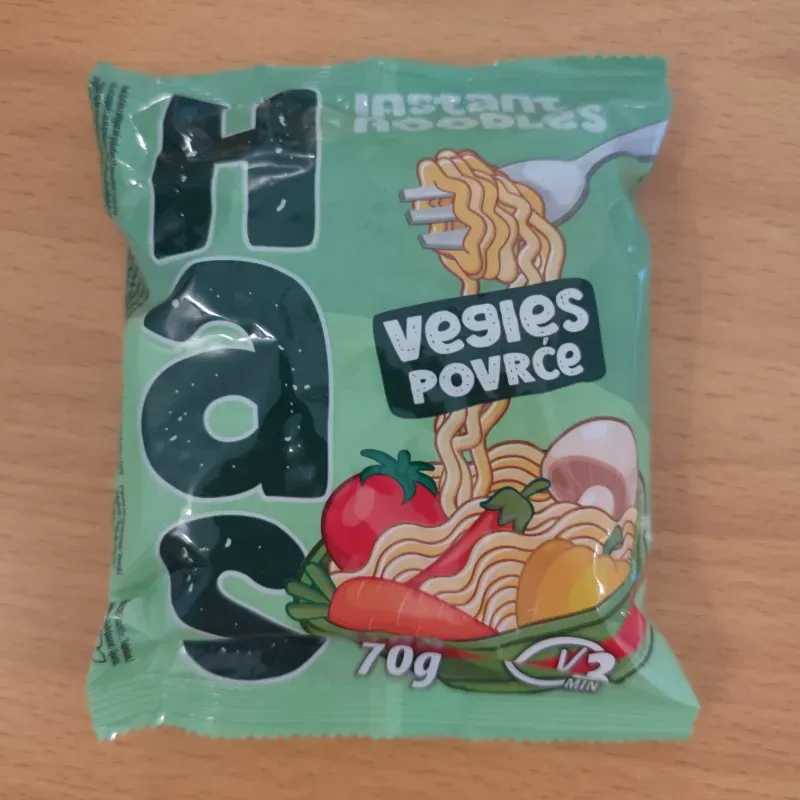 Has
INSTANT
NOODLES
VEGIES
POVRĆE
70g
3
MIN